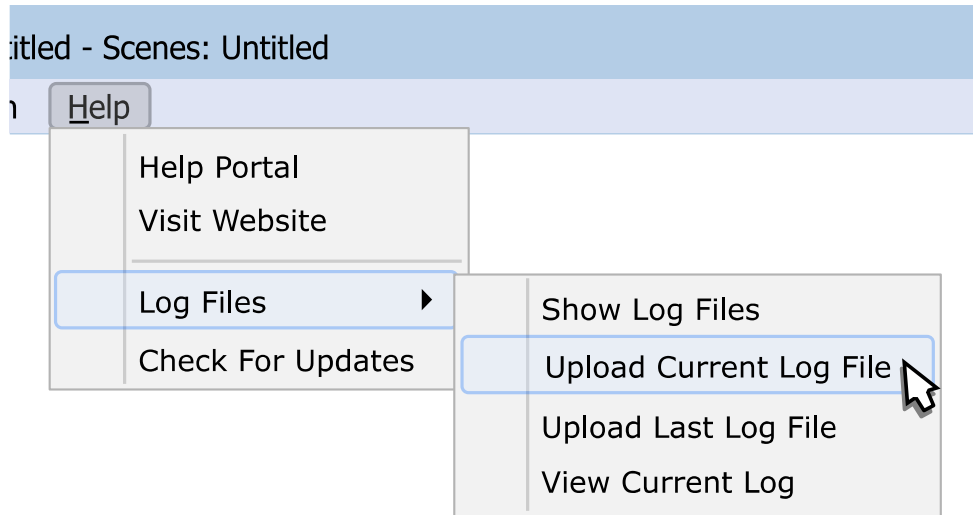 itled - Scenes: Untitled
Help
Help Portal
Visit Website
Log Files
Check For Updates
Show Log Files
Upload Current Log File
Upload Last Log File
View Current Log